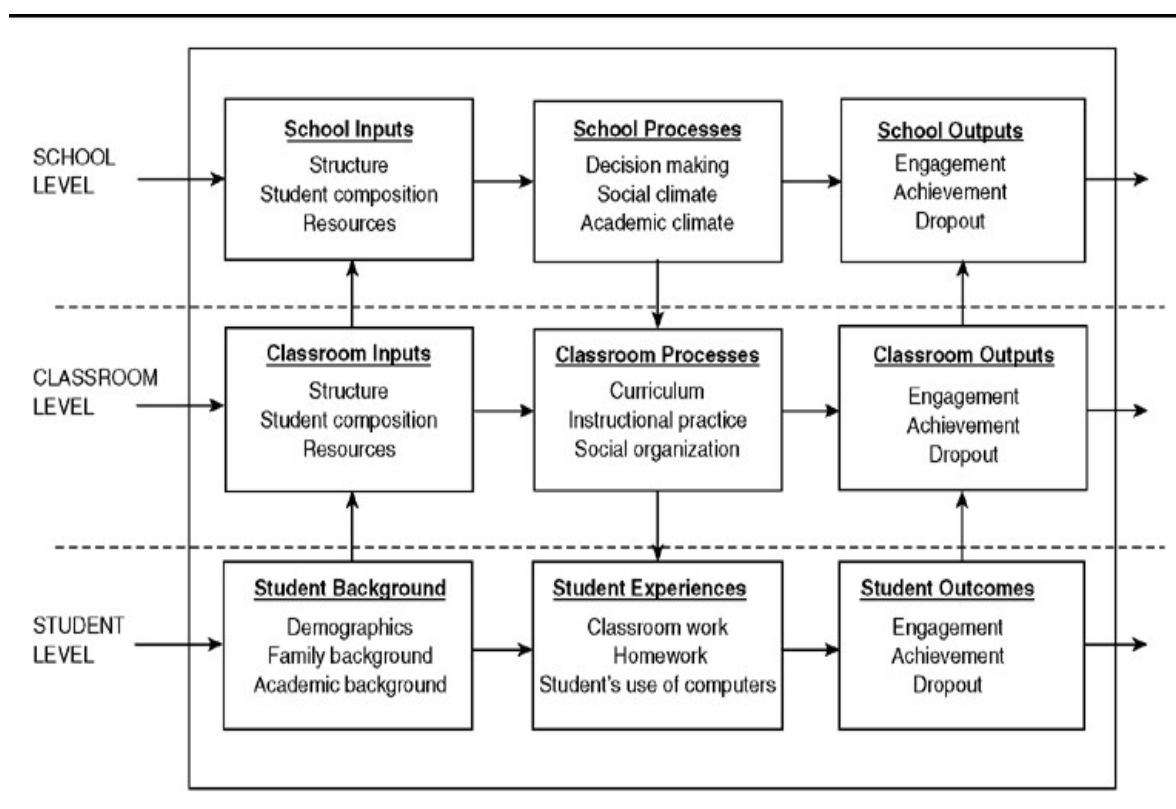 SCHOOL
LEVEL
School Inputs
Structure
Student composition
Resources
School Processes
Decision making
Social climate
Academic climate
School Outputs
Engagement
Achievement
Dropout
CLASSROOM
LEVEL
Classroom Inputs
Structure
Student composition
Resources
Classroom Processes
Curriculum
Instructional practice
Social organization
Classroom Outputs
Engagement
Achievement
Dropout
STUDENT
LEVEL
Student Background
Demographics
Family background
Academic background
Student Experiences
Classroom work
Homework
Student's use of computers
Student Outcomes
Engagement
Achievement
Dropout